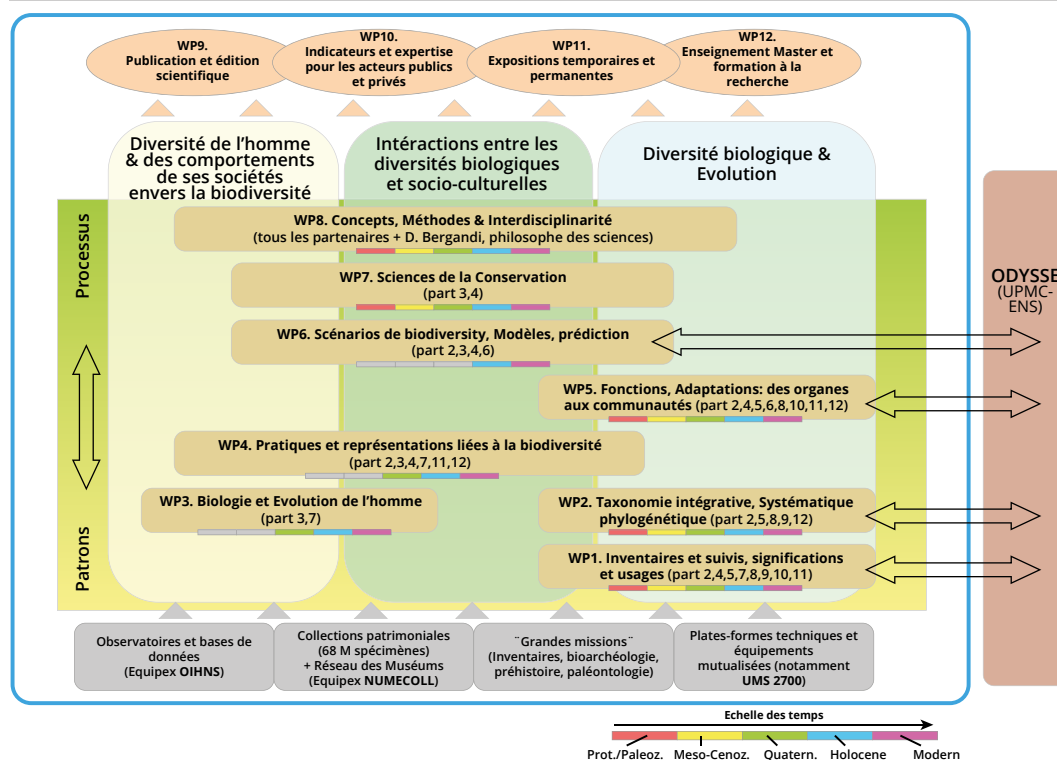 WP9.
Publication et édition
scientifique
WP10.
Indicateurs et expertise
pour les acteurs publics
et privés
WP11.
Expositions temporaires et
permanentes
WP12.
Enseignement Master et
formation à la
recherche
Diversité de l'homme
& des comportements
de ses sociétés
envers la biodiversité
Intéractions entre les
diversités biologiques
et socio-culturelles
Diversité biologique &
Evolution
Processus
Patrons
WP8. Concepts, Méthodes & Interdisciplinarité
(tous les partenaires + D. Bergandi, philosophe des sciences)
WP7. Sciences de la Conservation
(part 3,4)
WP6. Scénarios de biodiversity, Modèles, prédiction
(part 2,3,4,6)
WP5. Fonctions, Adaptations: des organes
aux communautés (part 2,4,5,6,8,10,11,12)
WP4. Pratiques et représentations liées à la biodiversité
(part 2,3,4,7,11,12)
WP3. Biologie et Evolution de l'homme
(part 3,7)
WP2. Taxonomie intégrative, Systématique
phylogénétique (part 2,5,8,9,12)
WP1. Inventaires et suivis, significations
et usages (part 2,4,5,7,8,9,10,11)
ODYSSE
(UPMC-
ENS)
Observatoires et bases de
données
(Equipex OIHNS)
Collections patrimoniales
(68 M spécimènes)
+ Réseau des Muséums
(Equipex NUMECOLL)
¨Grandes missions¨
(Inventaires, bioarchéologie,
préhistoire, paléontologie)
Plates-formes techniques et
équipements
mutualisées (notamment
UMS 2700)
Echelle des temps
Prot./Paleoz. Meso-Cenoz. Quatern. Holocene Modern